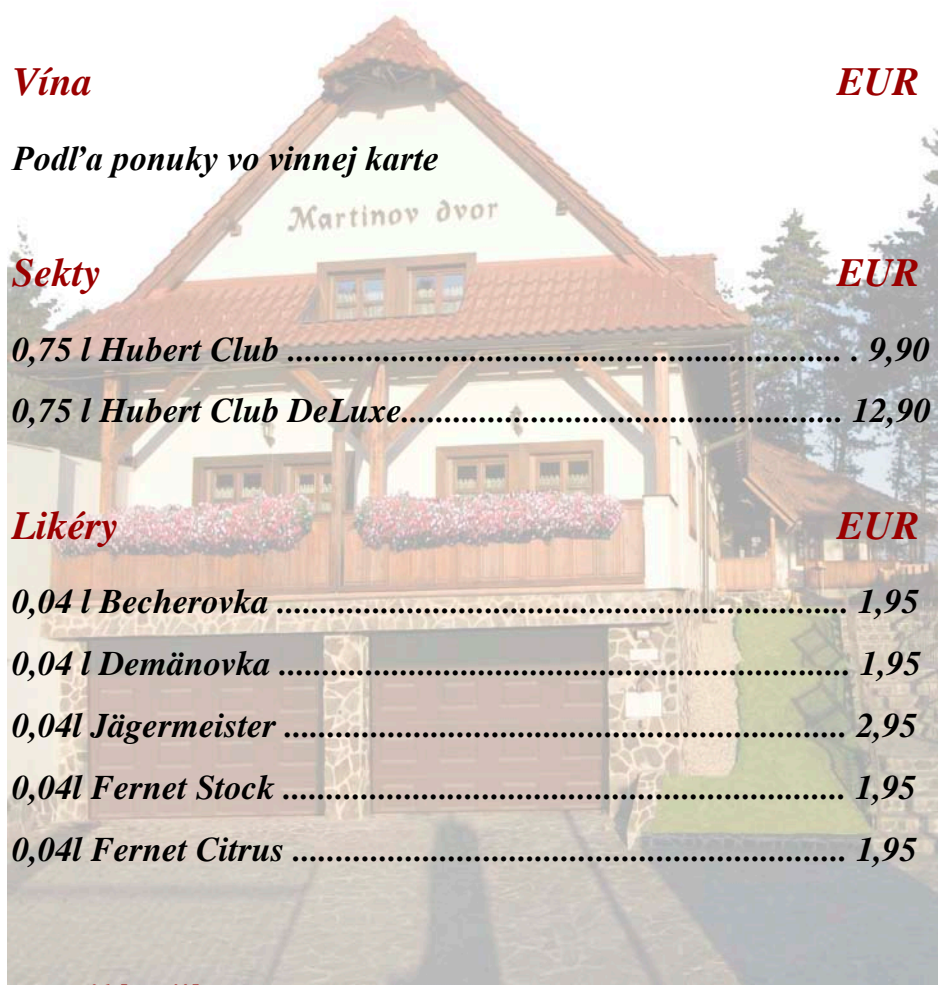 Vína EUR
Podľa ponuky vo vinnej karte
Martinov dvor
Sekty EUR
0,75 l Hubert Club ................................................................... . 9,90
0,75 l Hubert Club DeLuxe..................................................... 12,90
Likéry EUR
0,04 l Becherovka ..................................................................... 1,95
0,04 l Demänovka ..................................................................... 1,95
0,04l Jägermeister .................................................................... 2,95
0,04l Fernet Stock .................................................................... 1,95
0,04l Fernet Citrus ................................................................... 1,95